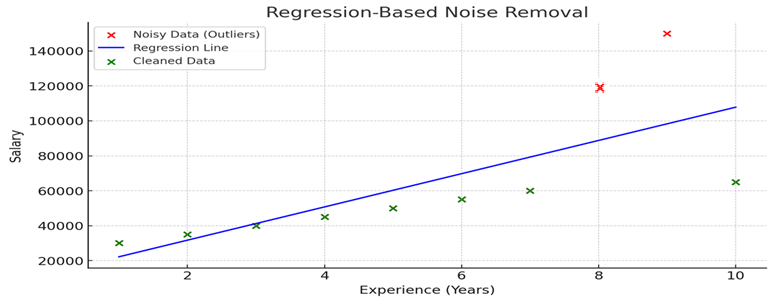 Regression-Based Noise Removal
Noisy Data (Outliers)
Regression Line
Cleaned Data
Salary
140000
120000
100000
80000
60000
40000
20000
2
4
6
8
10
Experience (Years)